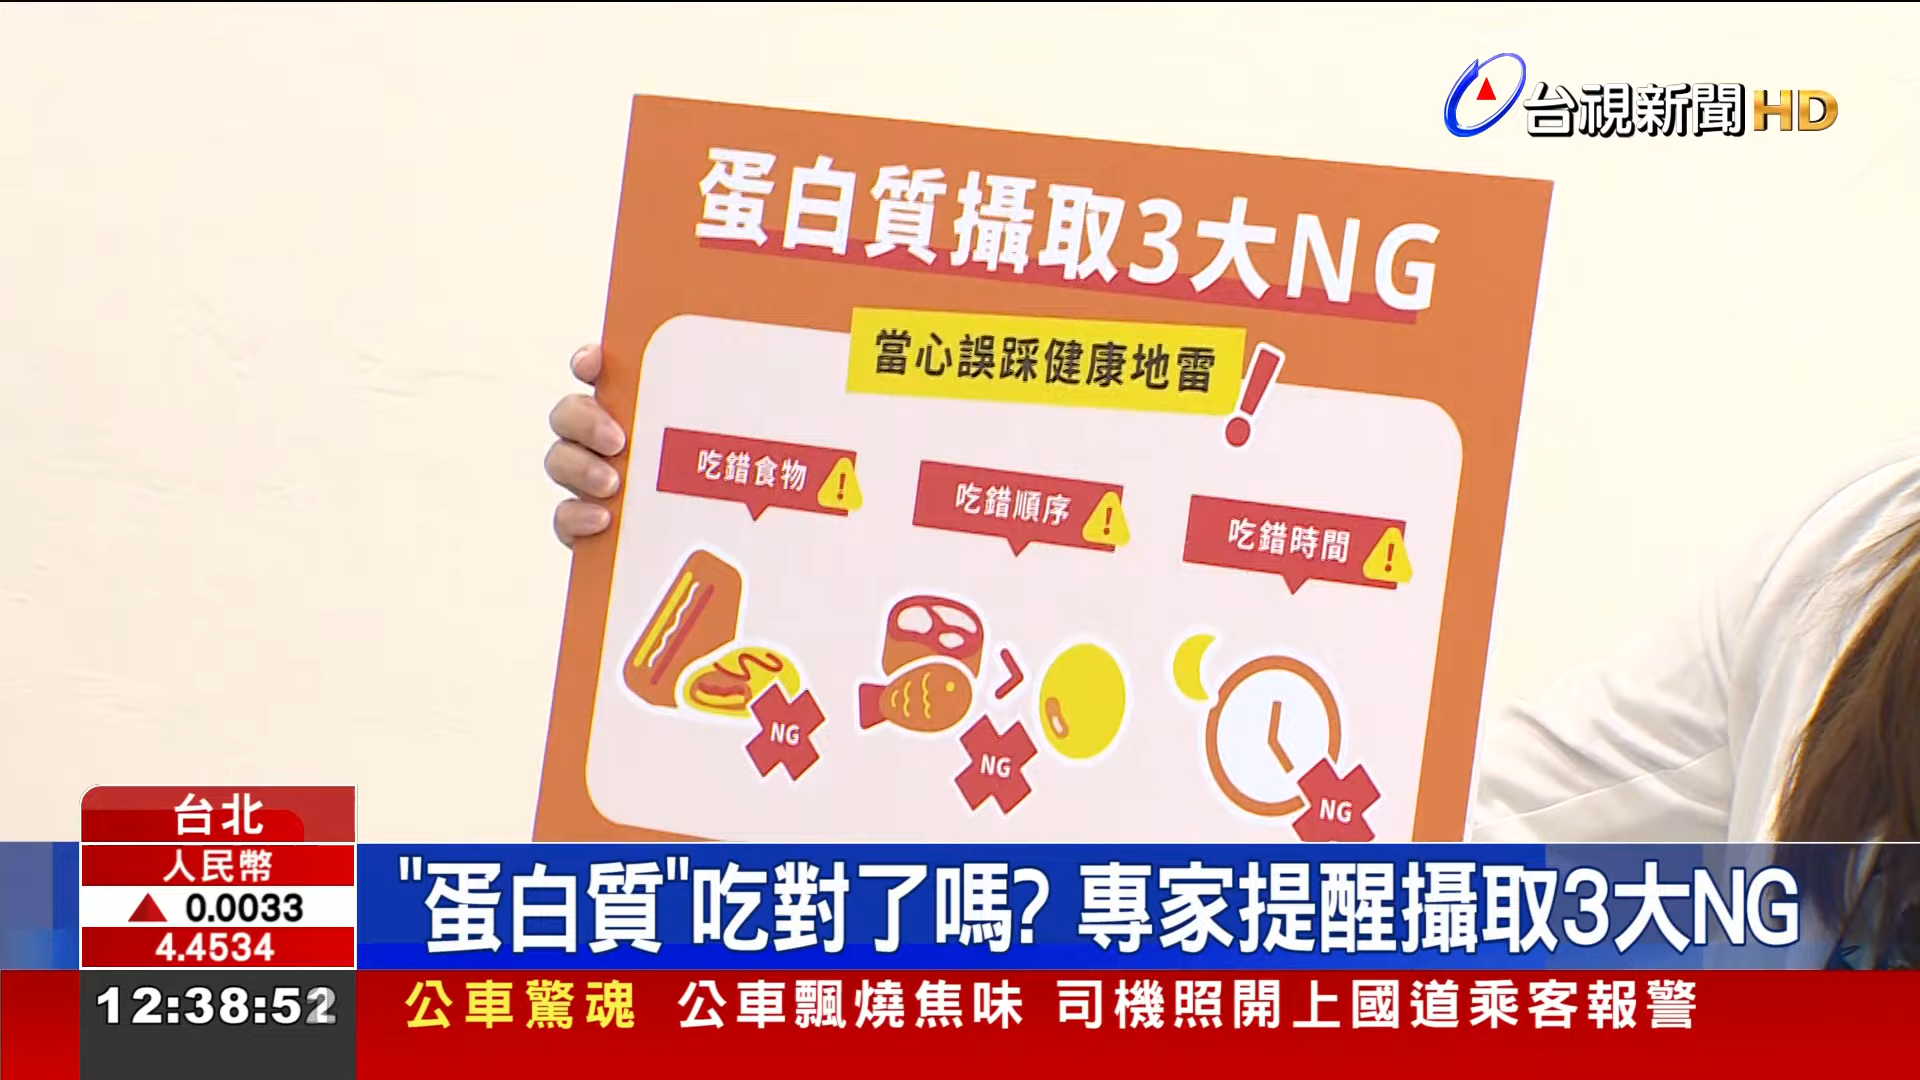 台視新聞HD
蛋白質攝取3大NG
當心誤踩健康地雷!
吃錯食物
吃錯順序
吃錯時間
NG
NG
NG
台北
人民幣
▲ 0.0033
4.4534
"蛋白質"吃對了嗎? 專家提醒攝取3大NG
12:38:52
公車驚魂 公車飄燒焦味 司機照開上國道乘客報警